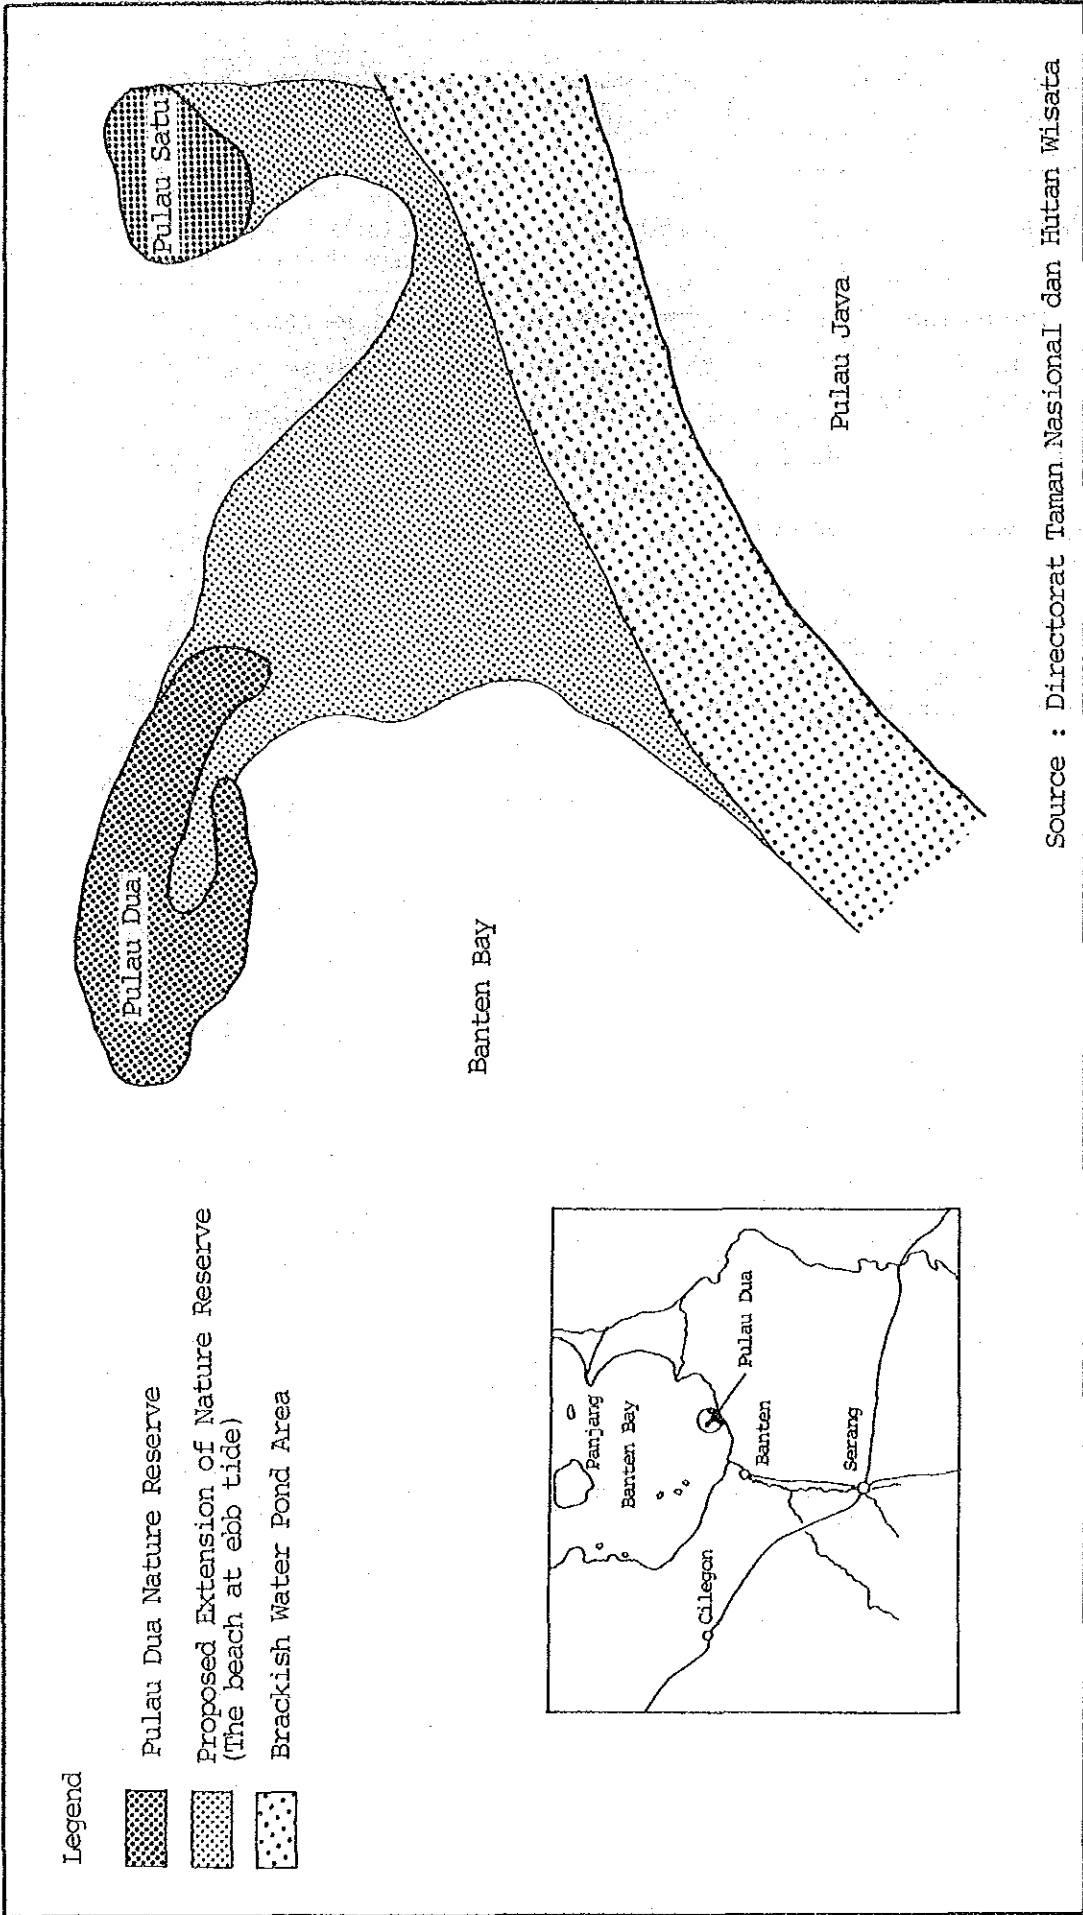 Legend
Pulau Dua Nature Reserve
Proposed Extension of Nature Reserve
(The beach at ebb tide)
Brackish Water Pond Area
Pulau Dua
Pulau Satu
Banten Bay
Pulau Java
Panjang
Banten Bay
Pulau Dua
Banten
Cilegon
Serang
Source : Directorat Taman Nasional dan Hutan Wisata